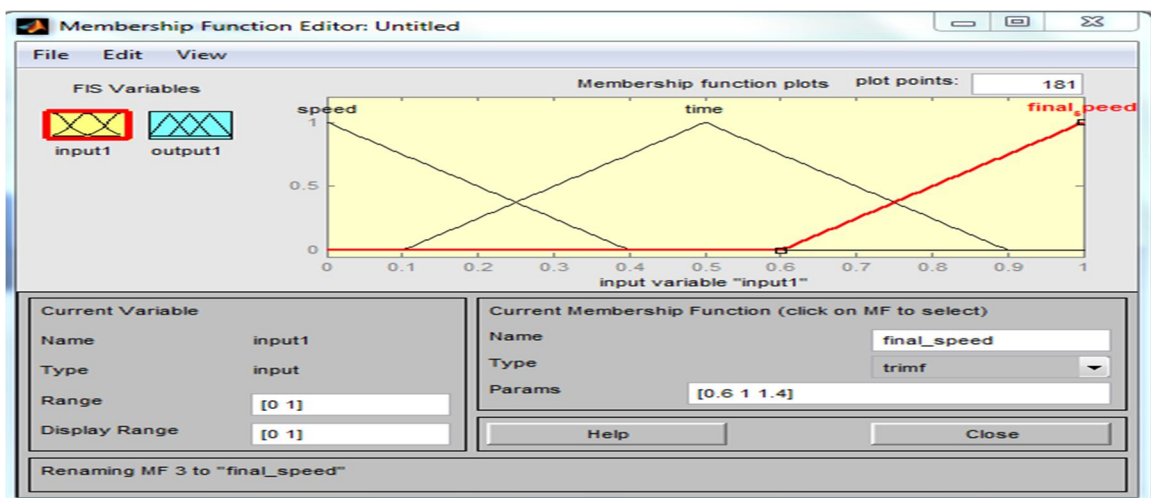 Membership Function Editor: Untitled
File Edit View
FIS Variables
Membership function plots plot points: 181
speed time final_speed
input1 output1
1
0.5
0
0 0.1 0.2 0.3 0.4 0.5 0.6 0.7 0.8 0.9 1
input variable "input1"
Current Variable
Name input1
Type input
Range [0 1]
Display Range [0 1]
Current Membership Function (click on MF to select)
Name final_speed
Type trimf
Params [0.6 1 1.4]
Help Close
Renaming MF 3 to "final_speed"